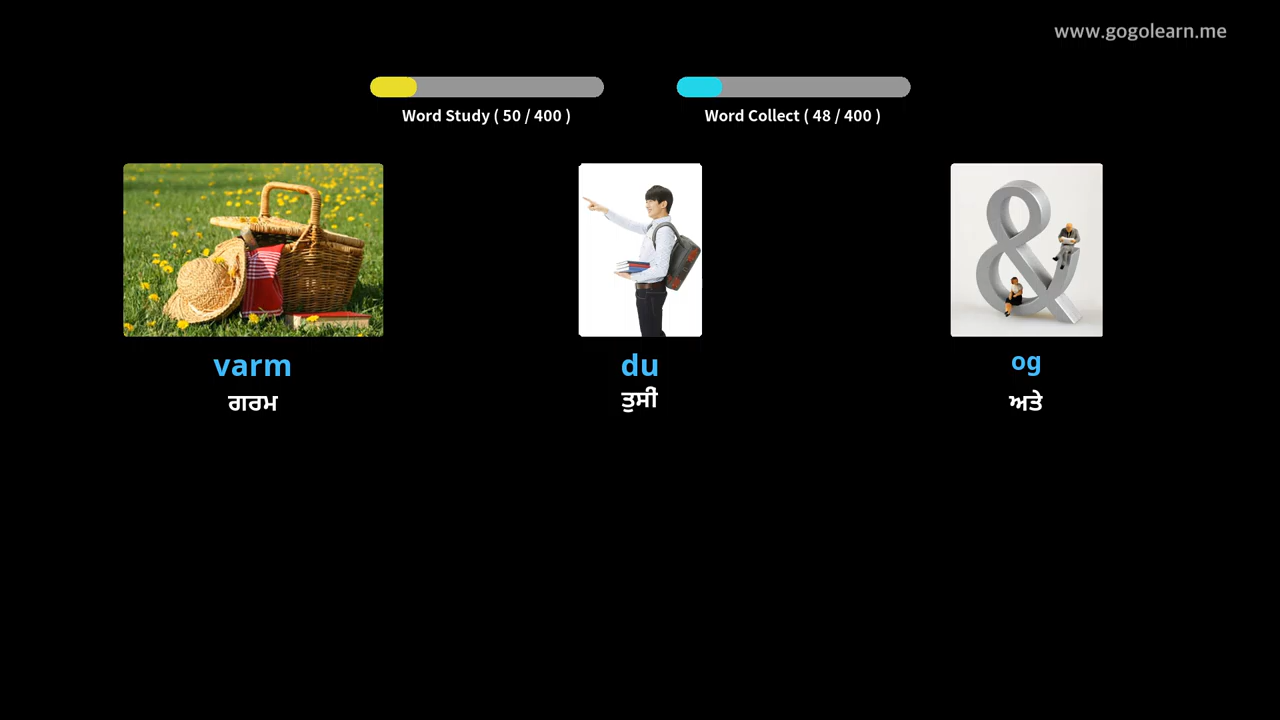 www.gogolearn.me
Word Study ( 50 / 400 )
Word Collect ( 48 / 400 )
varm
du
og
ਗਰਮ
ਤੁਸੀ
ਅਤੇ